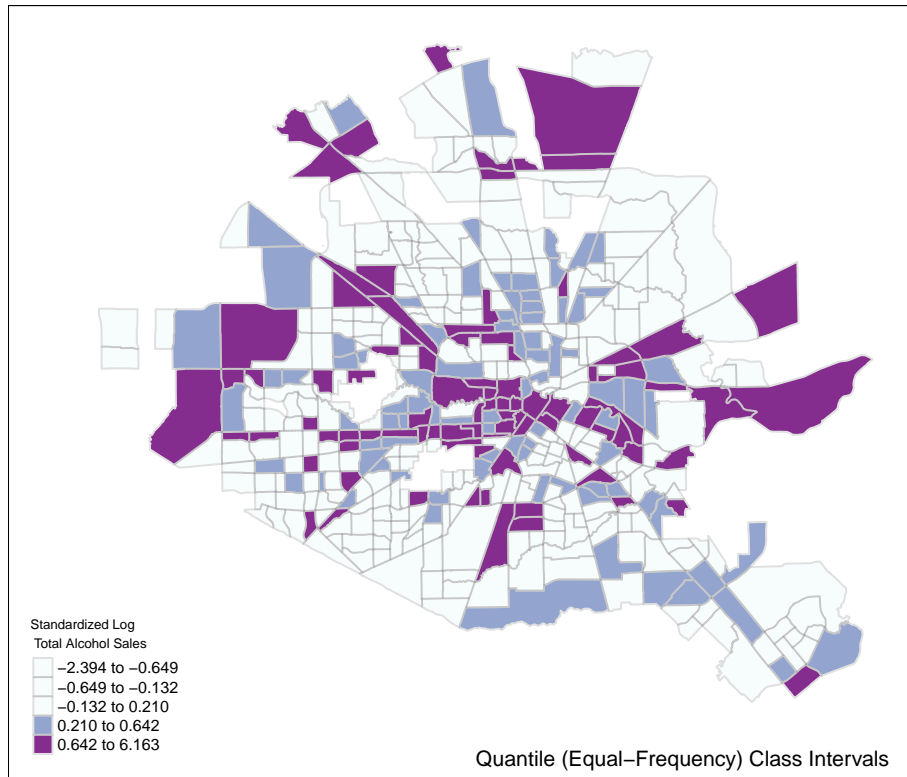 Standardized Log
Total Alcohol Sales
−2.394 to −0.649
−0.649 to −0.132
−0.132 to 0.210
0.210 to 0.642
0.642 to 6.163
Quantile (Equal−Frequency) Class Intervals